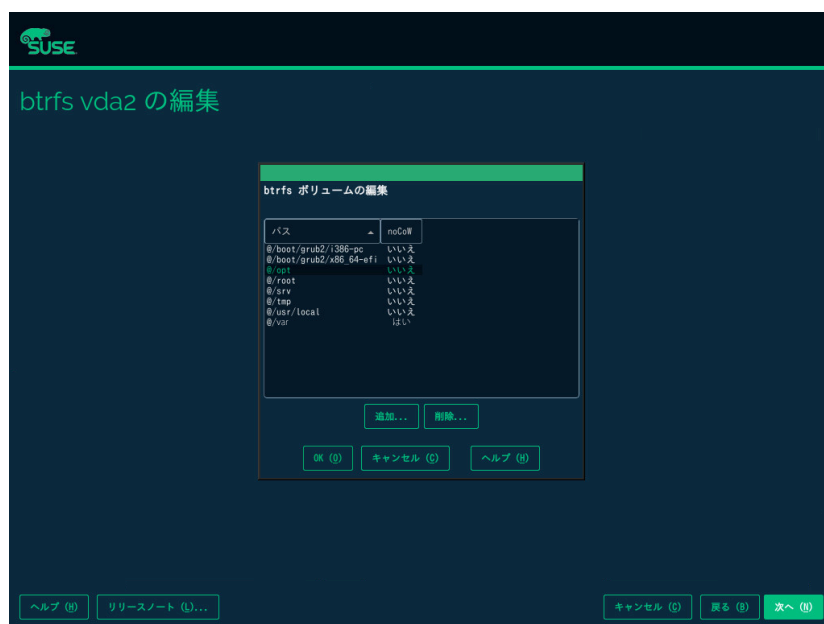 SUSE
btrfs vda2 の編集
btrfs ボリュームの編集
パス noCoW
@/boot/grub2/i386-pc いいえ
@/boot/grub2/x86_64-efi いいえ
@/opt いいえ
@/root いいえ
@/srv いいえ
@/tmp いいえ
@/usr/local いいえ
@/var はい
追加... 削除...
OK (O) キャンセル (C) ヘルプ (H)
ヘルプ (H) リリースノート (L)... キャンセル (C) 戻る (B) 次へ (N)